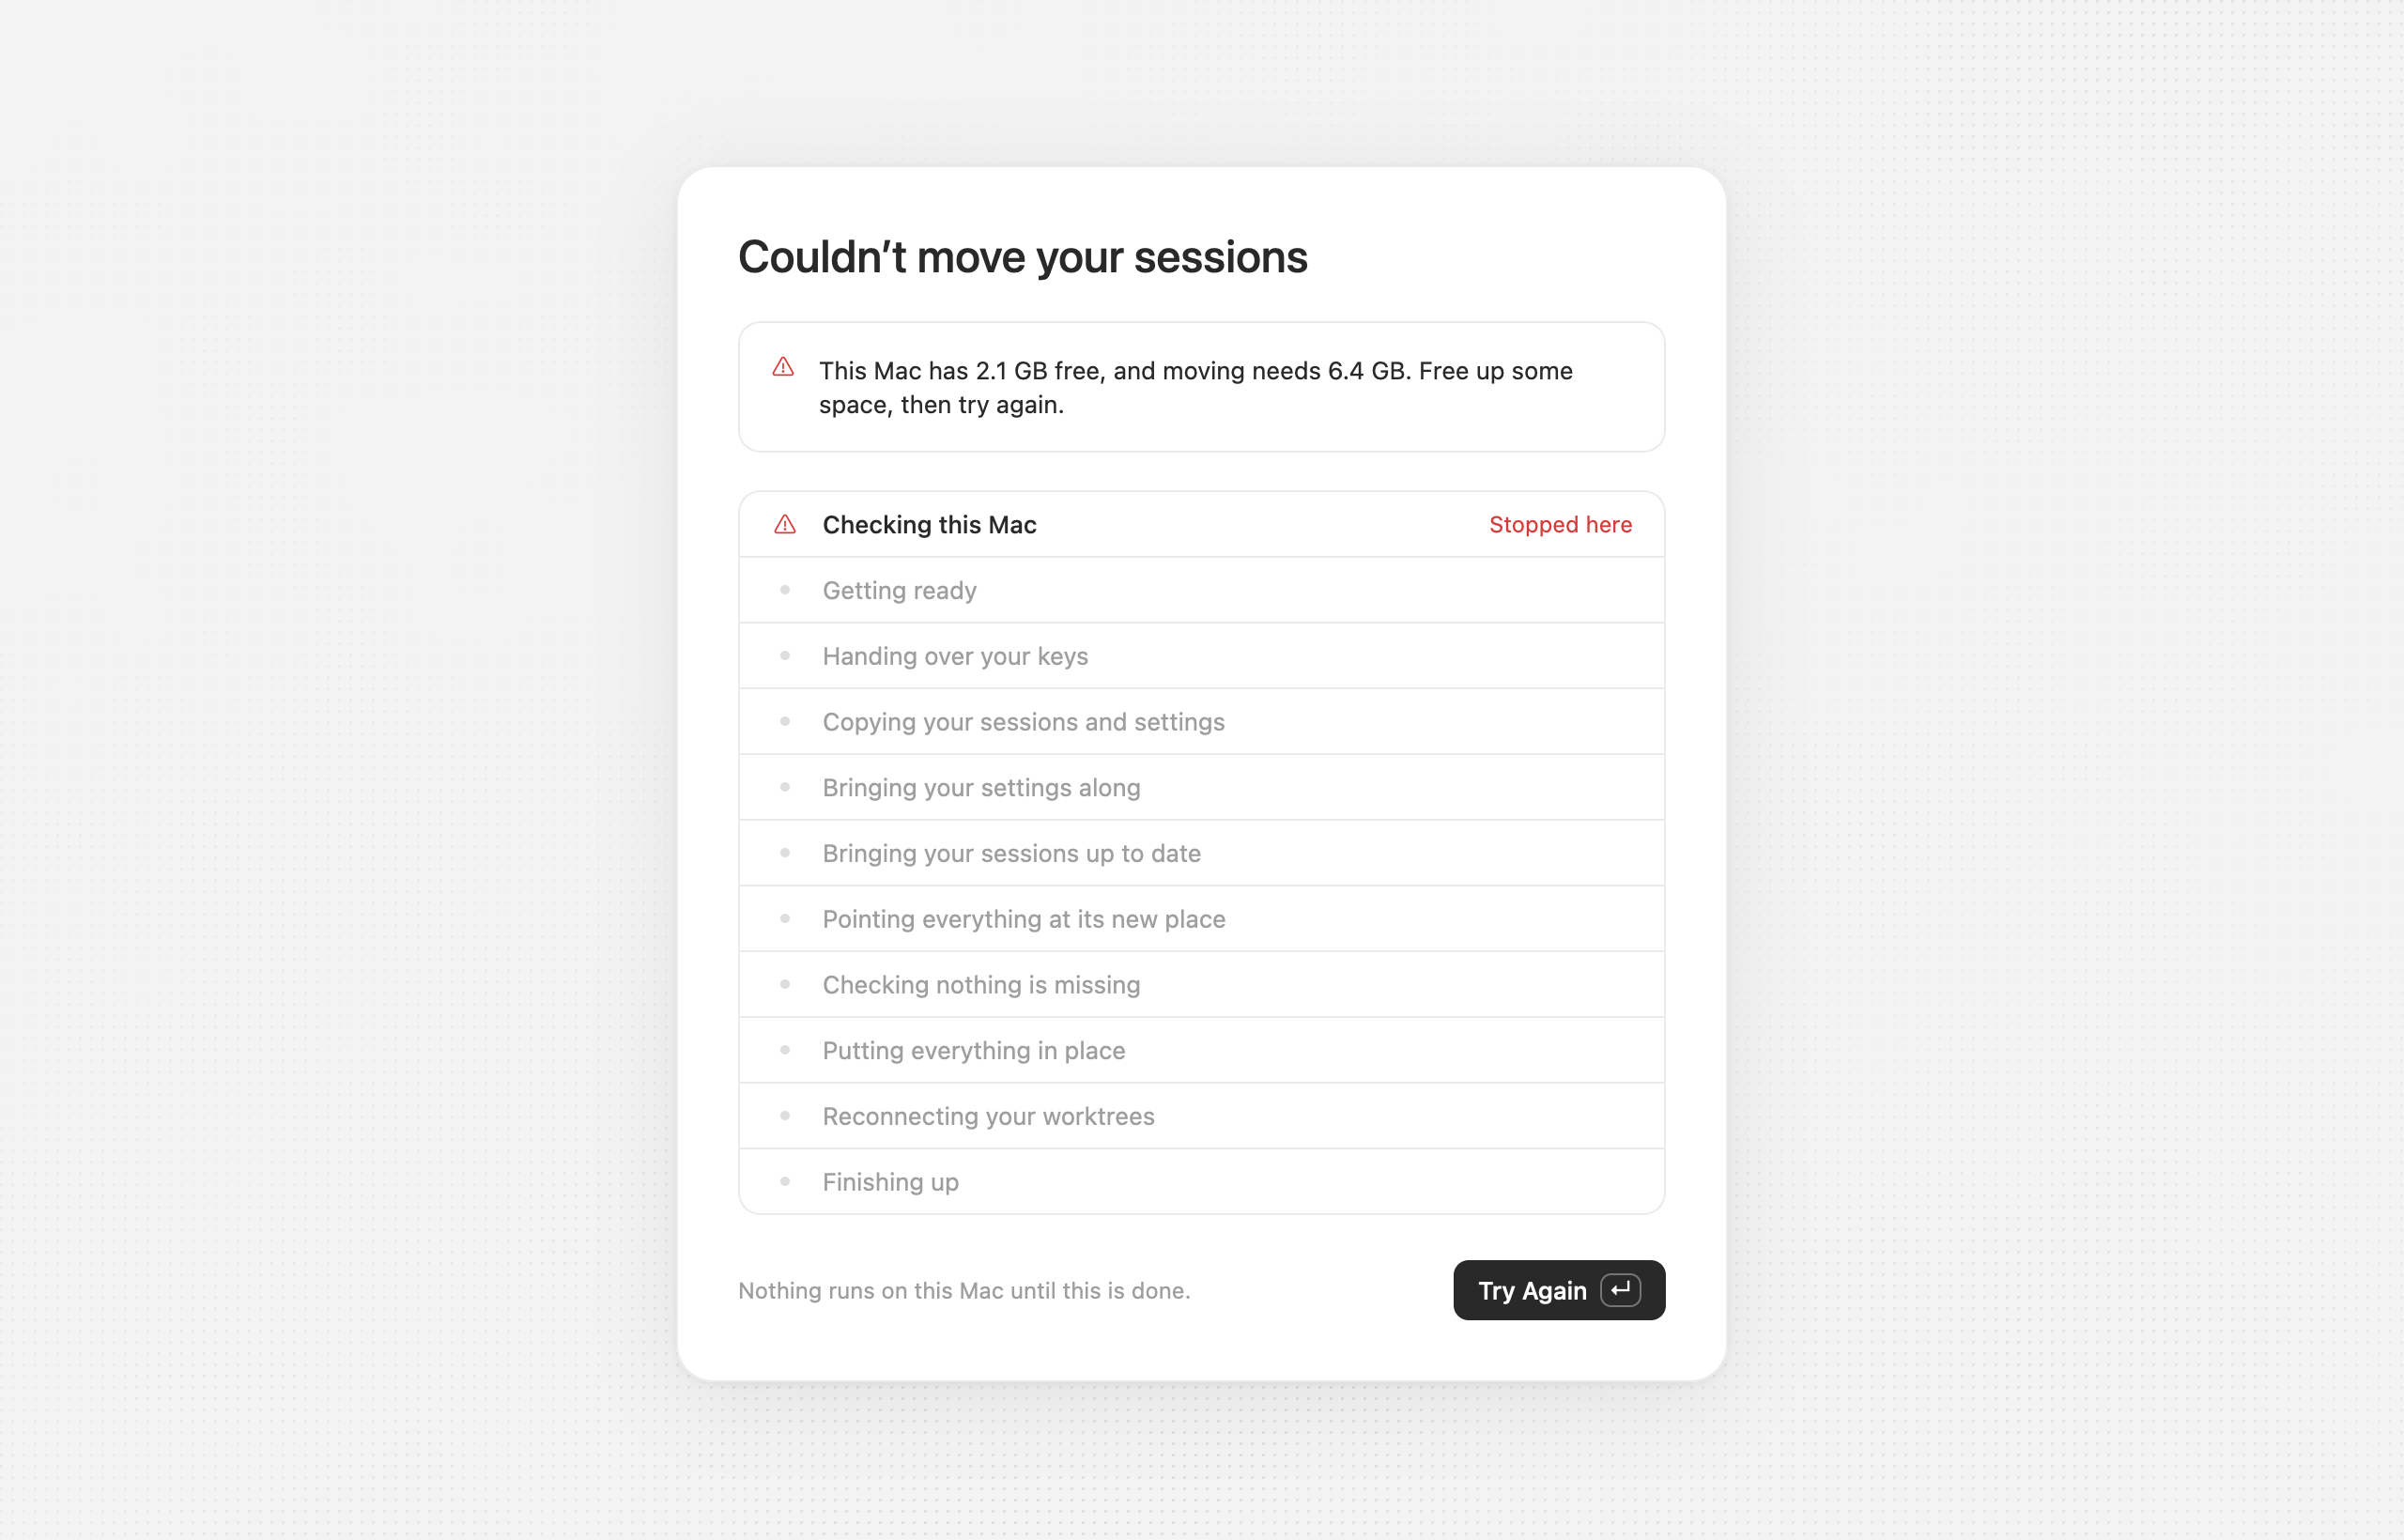 Couldn’t move your sessions
This Mac has 2.1 GB free, and moving needs 6.4 GB. Free up some
space, then try again.
Checking this Mac
Stopped here
Getting ready
Handing over your keys
Copying your sessions and settings
Bringing your settings along
Bringing your sessions up to date
Pointing everything at its new place
Checking nothing is missing
Putting everything in place
Reconnecting your worktrees
Finishing up
Nothing runs on this Mac until this is done.
Try Again